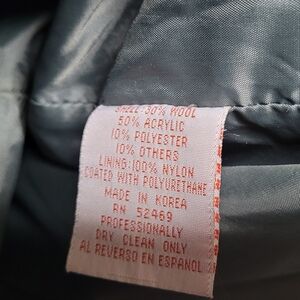 SHELL:30% WOOL
50% ACRYLIC
10% POLYESTER
10% OTHERS
LINING:100% NYLON
COATED WITH POLYURETHANE
MADE IN KOREA
RN 52469
PROFESSIONALLY
DRY CLEAN ONLY
AL REVERSO EN ESPANOL